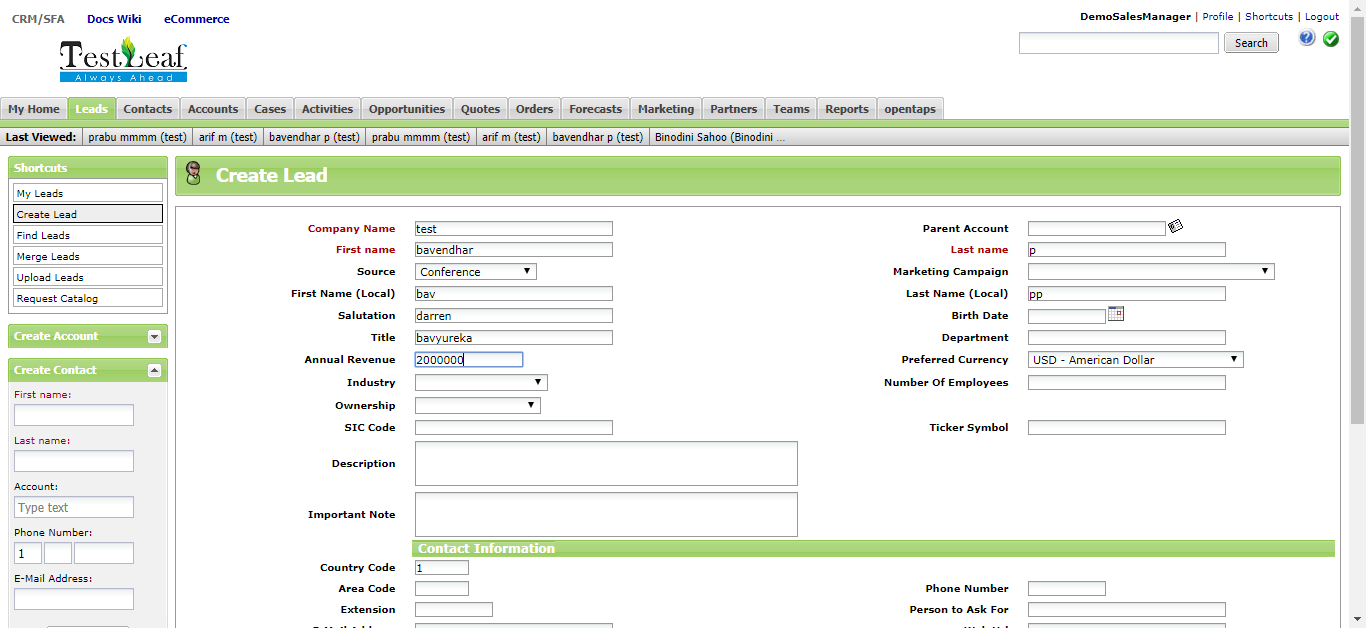 CRM/SFA Docs Wiki eCommerce
DemoSalesManager | Profile | Shortcuts | Logout
TestLeaf
Always Ahead
Search
My Home Leads Contacts Accounts Cases Activities Opportunities Quotes Orders Forecasts Marketing Partners Teams Reports opentaps
Last Viewed: prabu mmmm (test) arif m (test) bavendhar p (test) prabu mmmm (test) arif m (test) bavendhar p (test) Binodini Sahoo (Binodini ...
Shortcuts
My Leads
Create Lead
Find Leads
Merge Leads
Upload Leads
Request Catalog
Create Account
Create Contact
First name:
Last name:
Account:
Type text
Phone Number:
1
E-Mail Address:
Create Lead
Company Name test Parent Account
First name bavendhar Last name p
Source Conference Marketing Campaign
First Name (Local) bav Last Name (Local) pp
Salutation darren Birth Date
Title bavyureka Department
Annual Revenue 2000000 Preferred Currency USD - American Dollar
Industry Number Of Employees
Ownership
SIC Code Ticker Symbol
Description
Important Note
Contact Information
Country Code 1
Area Code Phone Number
Extension Person to Ask For